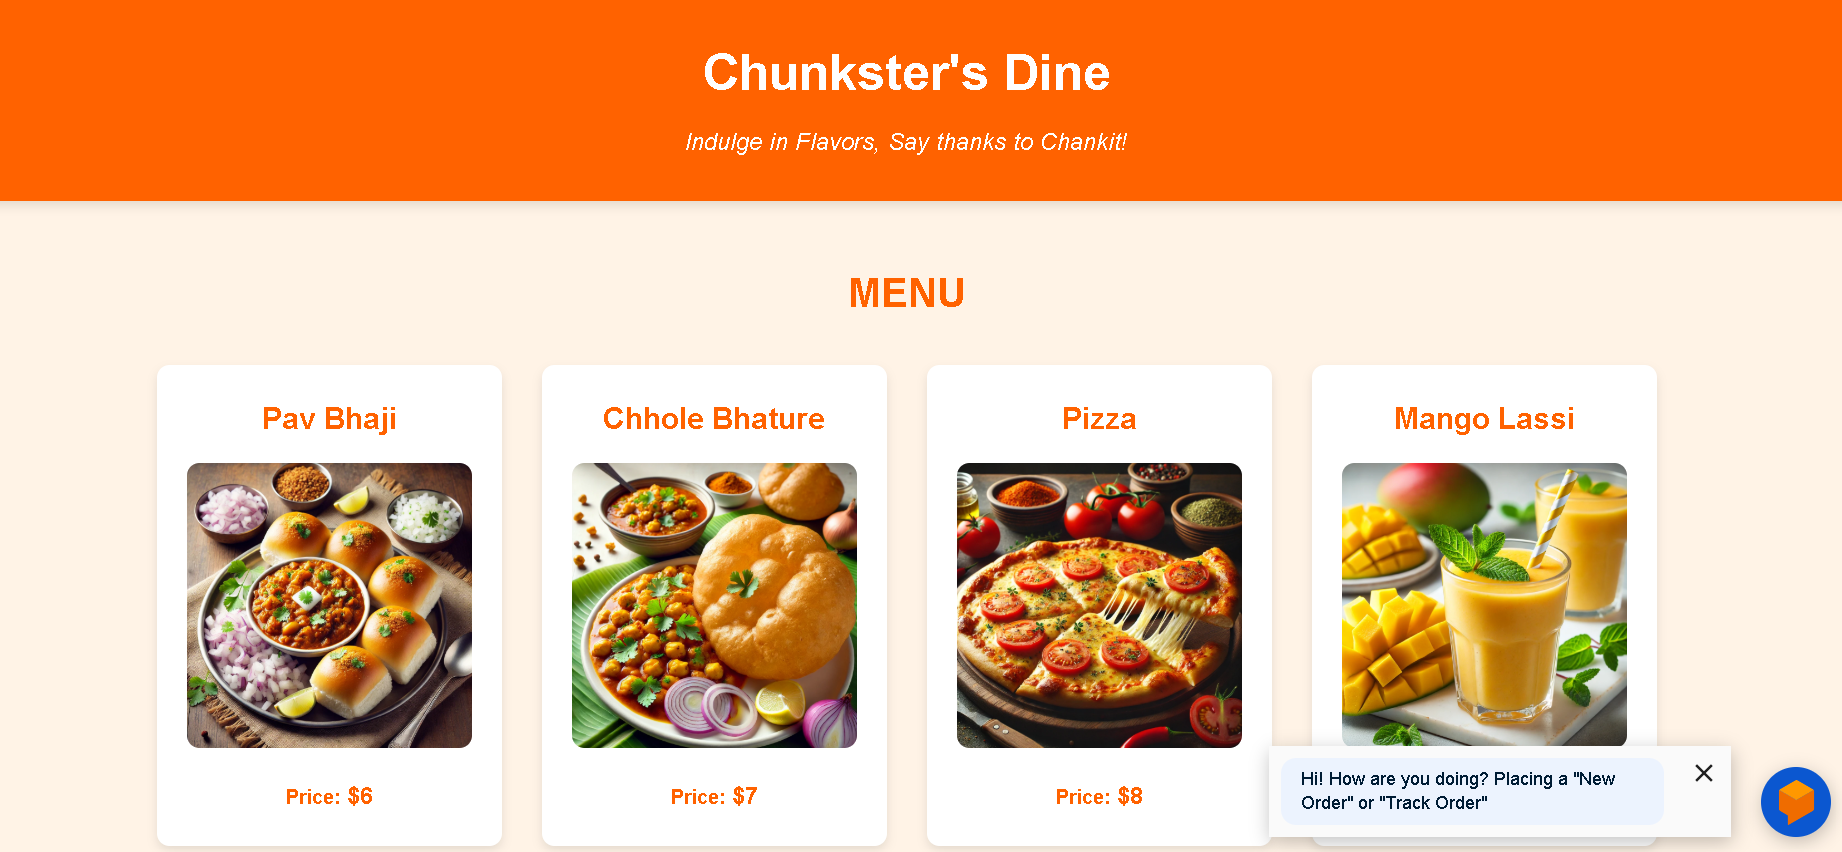 Chunkster's Dine
Indulge in Flavors, Say thanks to Chankit!
MENU
Pav Bhaji
Chhole Bhature
Pizza
Mango Lassi
Price: $6
Price: $7
Price: $8
Hi! How are you doing? Placing a "New
Order" or "Track Order"